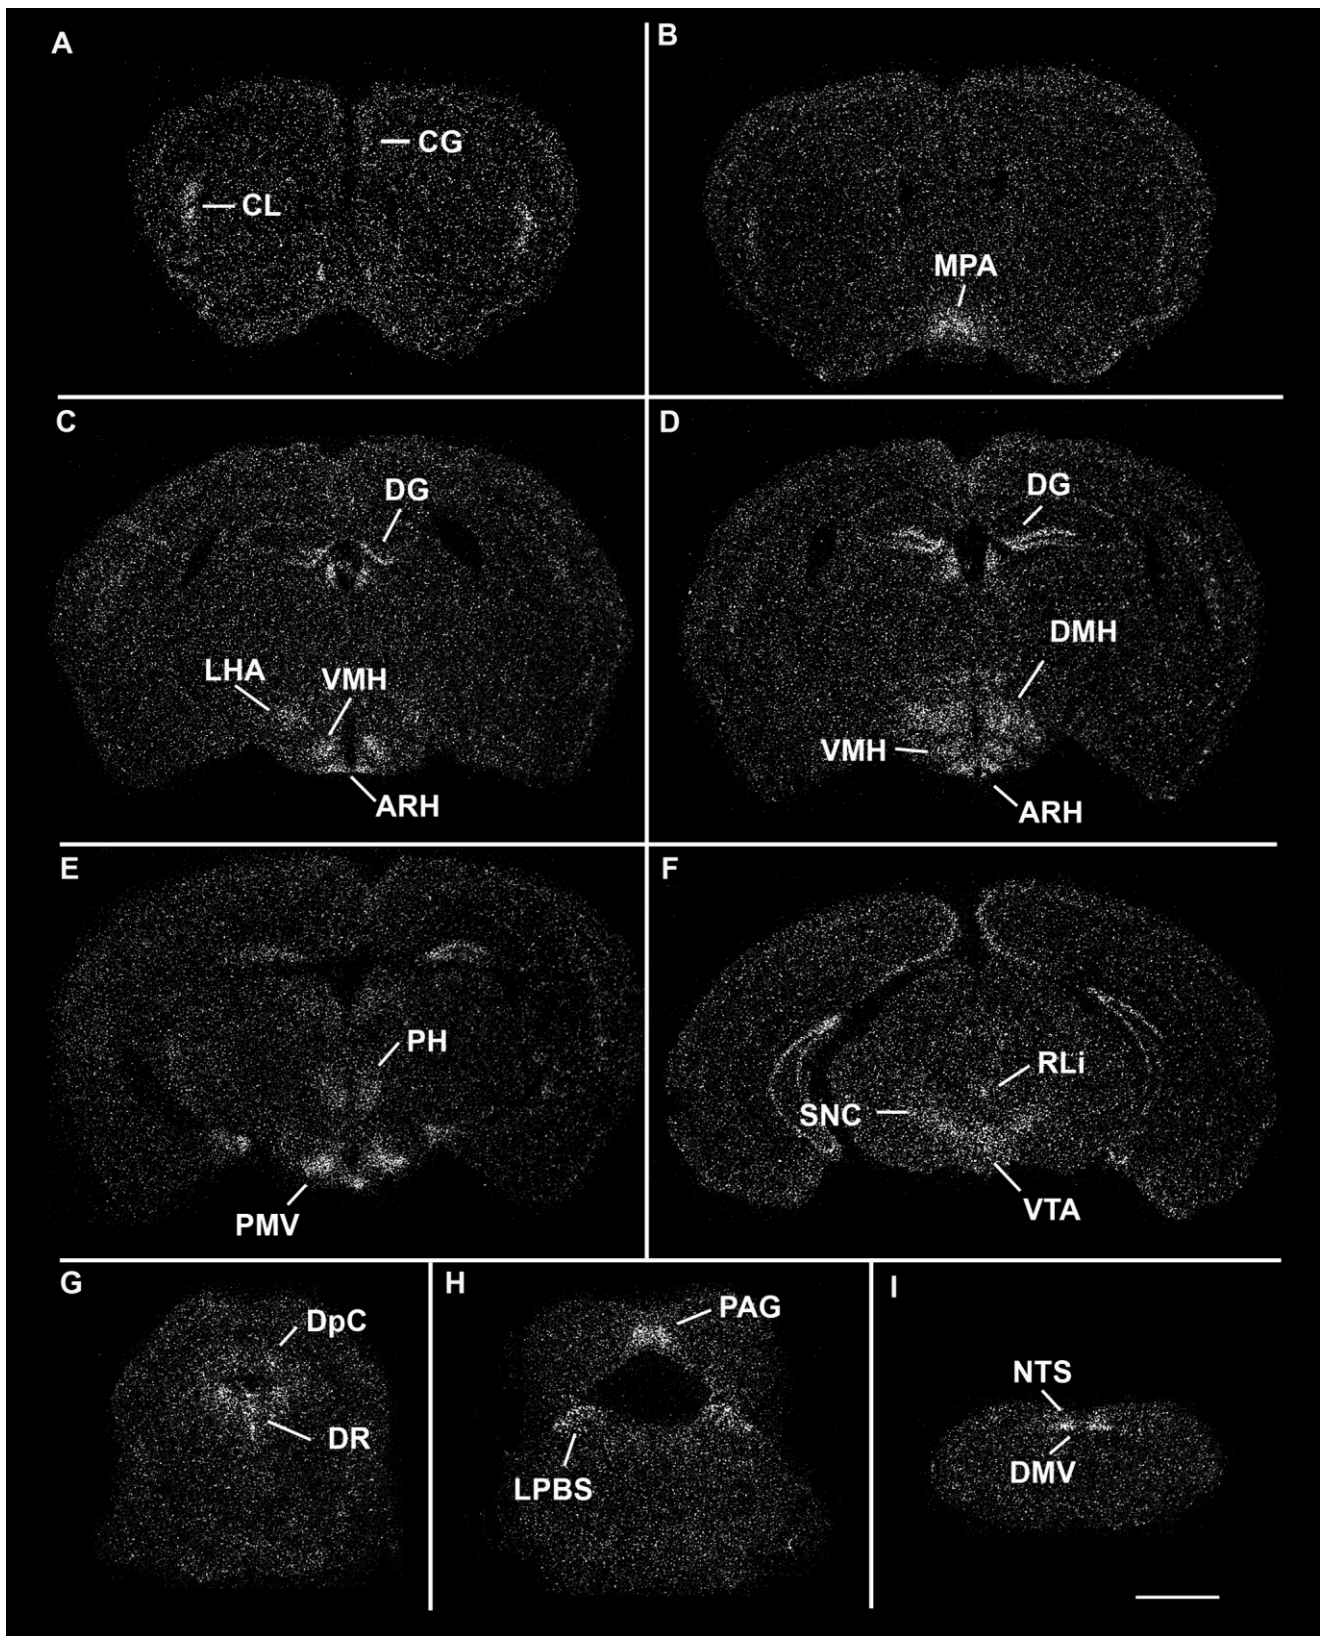 A
CG
CL
B
MPA
C
DG
LHA
VMH
ARH
D
DG
DMH
VMH
ARH
E
PH
PMV
F
RLi
SNC
VTA
G
DpC
DR
H
PAG
LPBS
I
NTS
DMV